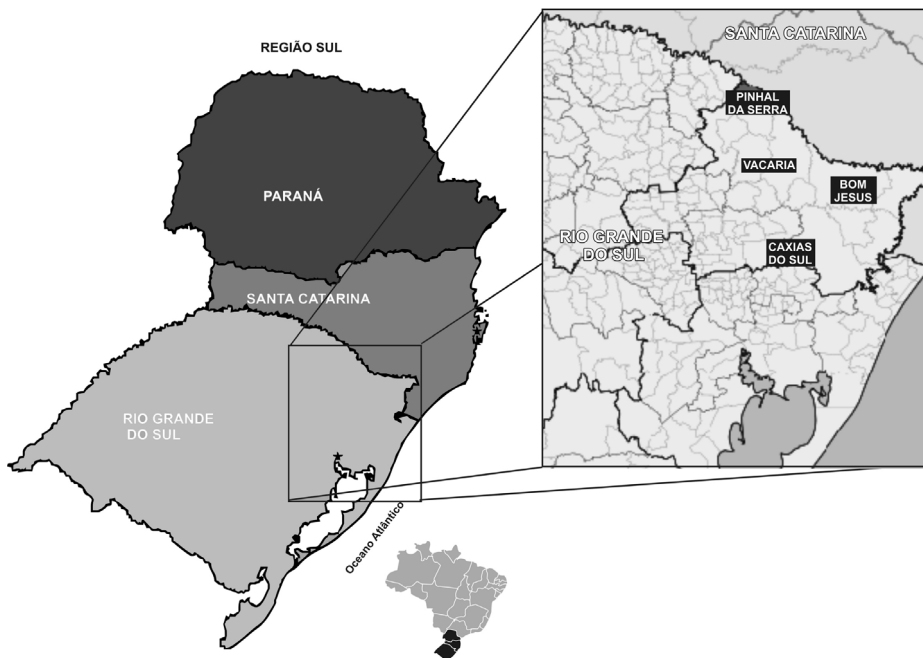 REGIÃO SUL
PARANÁ
SANTA CATARINA
RIO GRANDE
DO SUL
Oceano Atlântico
SANTA CATARINA
PINHAL
DA SERRA
VACARIA
BOM
JESUS
RIO GRANDE
DO SUL
CAXIAS
DO SUL